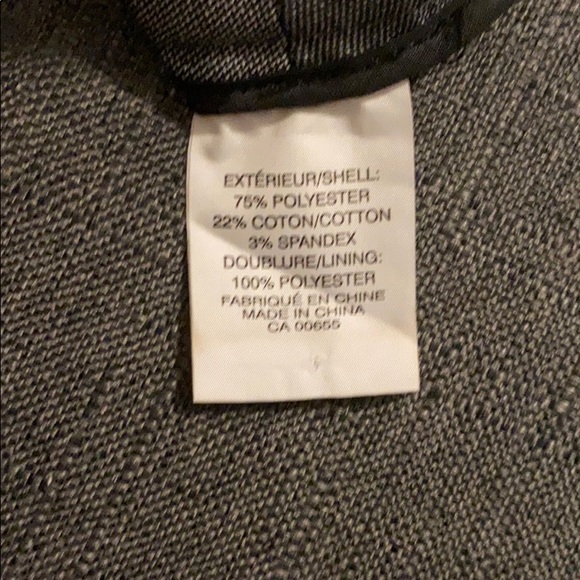 EXTÉRIEUR/SHELL:
75% POLYESTER
22% COTON/COTTON
3% SPANDEX
DOUBLURE/LINING:
100% POLYESTER
FABRIQUÉ EN CHINE
MADE IN CHINA
CA 00655